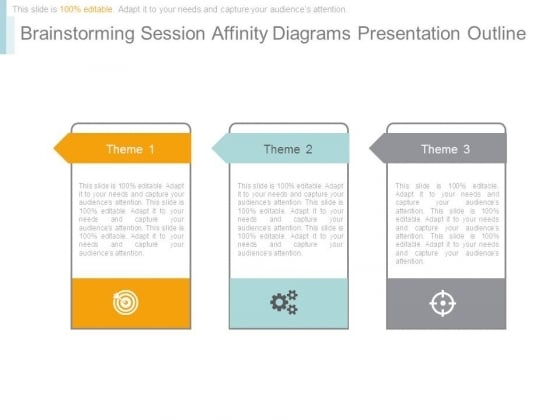 This slide is 100% editable. Adapt it to your needs and capture your audience's attention.
Brainstorming Session Affinity Diagrams Presentation Outline
Theme 1
This slide is 100% editable. Adapt
it to your needs and capture your
audience's attention. This slide is
100% editable. Adapt it to your
needs and capture your
audience's attention. This slide is
100% editable. Adapt it to your
needs and capture your
audience's attention.
Theme 2
This slide is 100% editable. Adapt
it to your needs and capture your
audience's attention. This slide is
100% editable. Adapt it to your
needs and capture your
audience's attention. This slide is
100% editable. Adapt it to your
needs and capture your
audience's attention.
Theme 3
This slide is 100%
editable. Adapt it to your needs
and capture your audience's
attention. This slide is 100%
editable. Adapt it to your needs
and capture your audience's
attention. This slide is 100%
editable. Adapt it to your needs
and capture your audience's
attention.